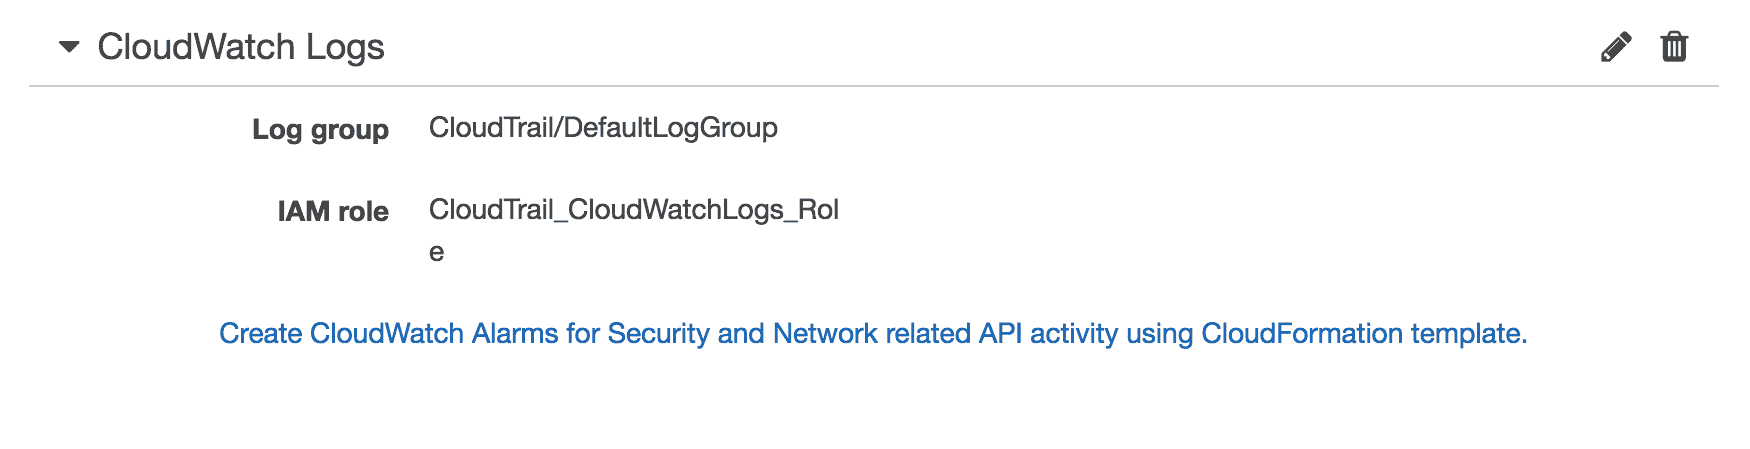 CloudWatch Logs
Log group CloudTrail/DefaultLogGroup
IAM role CloudTrail_CloudWatchLogs_Rol
e
Create CloudWatch Alarms for Security and Network related API activity using CloudFormation template.